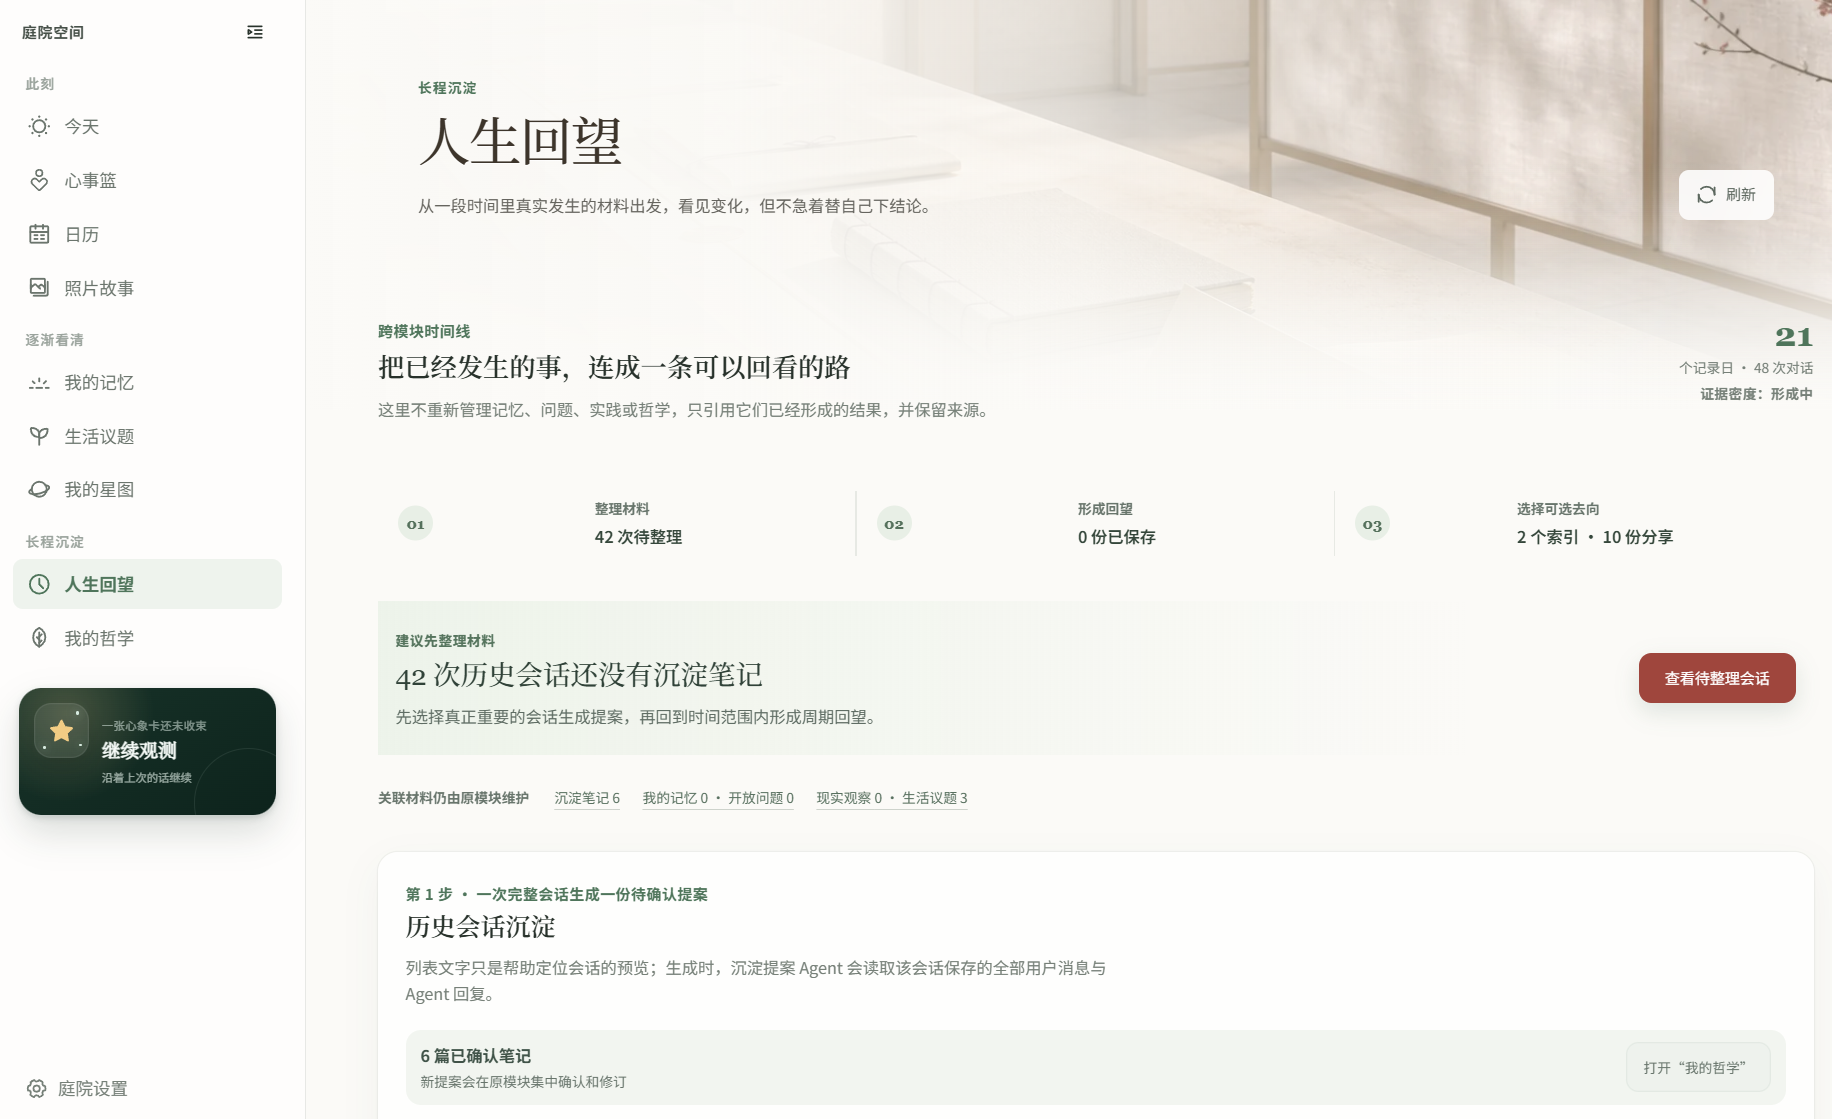 庭院空间
此刻
今天
心事篮
日历
照片故事
逐渐看清
我的记忆
生活议题
我的星图
长程沉淀
人生回望
我的哲学
一张心象卡还未收束
继续观测
沿着上次的话继续
庭院设置
长程沉淀
人生回望
从一段时间里真实发生的材料出发，看见变化，但不急着替自己下结论。
刷新
跨模块时间线
把已经发生的事，连成一条可以回看的路
这里不重新管理记忆、问题、实践或哲学，只引用它们已经形成的结果，并保留来源。
21
个记录日 · 48 次对话
证据密度：形成中
01
整理材料
42 次待整理
02
形成回望
0 份已保存
03
选择可选去向
2 个索引 · 10 份分享
建议先整理材料
42 次历史会话还没有沉淀笔记
先选择真正重要的会话生成提案，再回到时间范围内形成周期回望。
查看待整理会话
关联材料仍由原模块维护 沉淀笔记 6 我的记忆 0 · 开放问题 0 现实观察 0 · 生活议题 3
第 1 步 · 一次完整会话生成一份待确认提案
历史会话沉淀
列表文字只是帮助定位会话的预览；生成时，沉淀提案 Agent 会读取该会话保存的全部用户消息与
Agent 回复。
6 篇已确认笔记
新提案会在原模块集中确认和修订
打开“我的哲学”